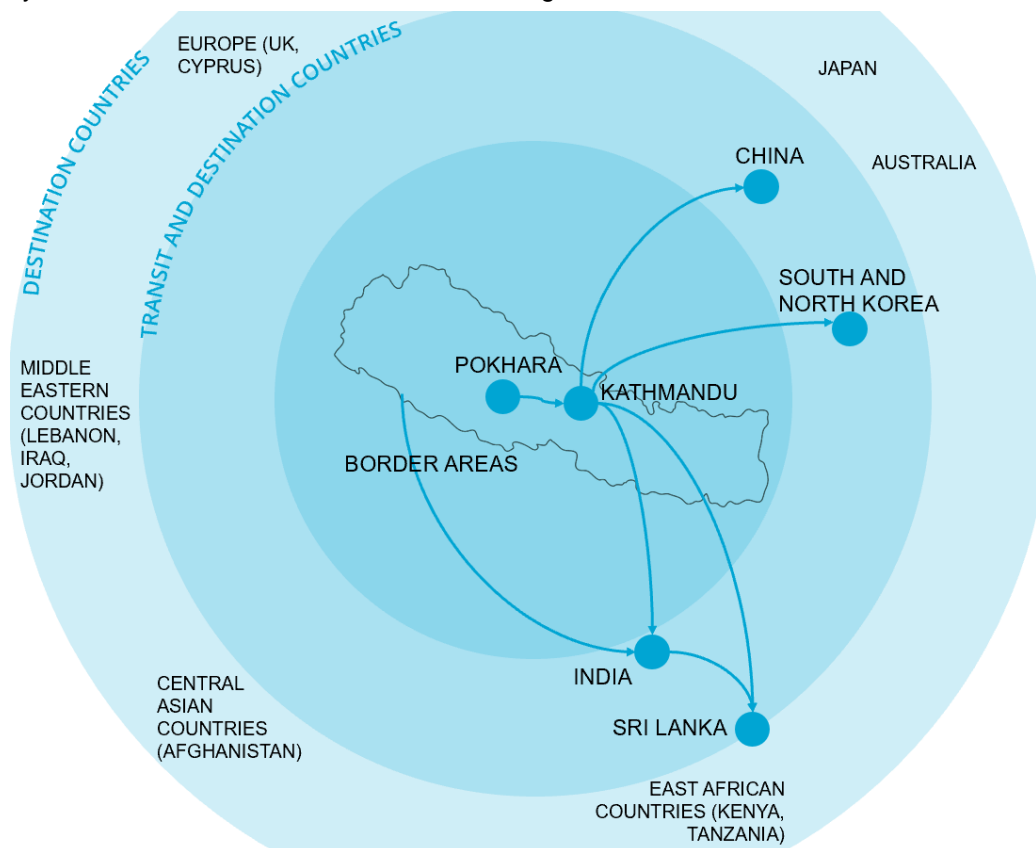 EUROPE (UK,
CYPRUS)
DESTINATION COUNTRIES
TRANSIT AND DESTINATION COUNTRIES
JAPAN
CHINA
AUSTRALIA
SOUTH AND
NORTH KOREA
MIDDLE
EASTERN
COUNTRIES
(LEBANON,
IRAQ,
JORDAN)
POKHARA
KATHMANDU
BORDER AREAS
INDIA
CENTRAL
ASIAN
COUNTRIES
(AFGHANISTAN)
SRI LANKA
EAST AFRICAN
COUNTRIES (KENYA,
TANZANIA)